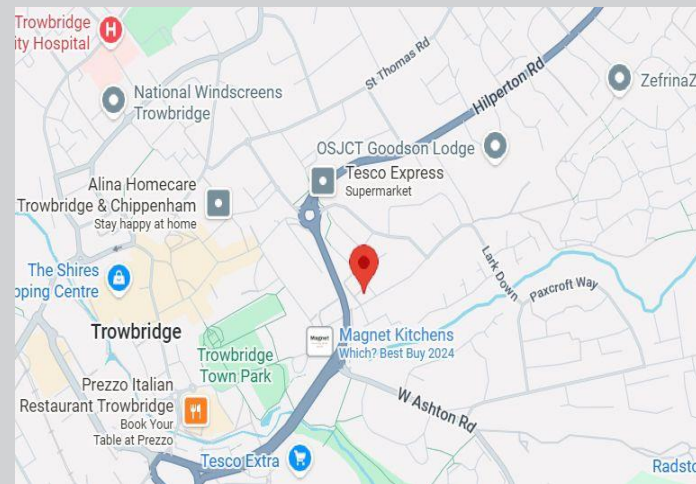 Trowbridge
ity Hospital
H
National Windscreens
Trowbridge
St Thomas Rd
Hilperton Rd
ZefrinaZ
OSJCT Goodson Lodge
Tesco Express
Supermarket
Alina Homecare
Trowbridge & Chippenham
Stay happy at home
The Shires
pping Centre
Lark Down
Paxcroft Way
Trowbridge
Magnet
Magnet Kitchens
Which? Best Buy 2024
Trowbridge
Town Park
Prezzo Italian
Restaurant Trowbridge
Book Your
Table at Prezzo
W Ashton Rd
Tesco Extra
Radsto